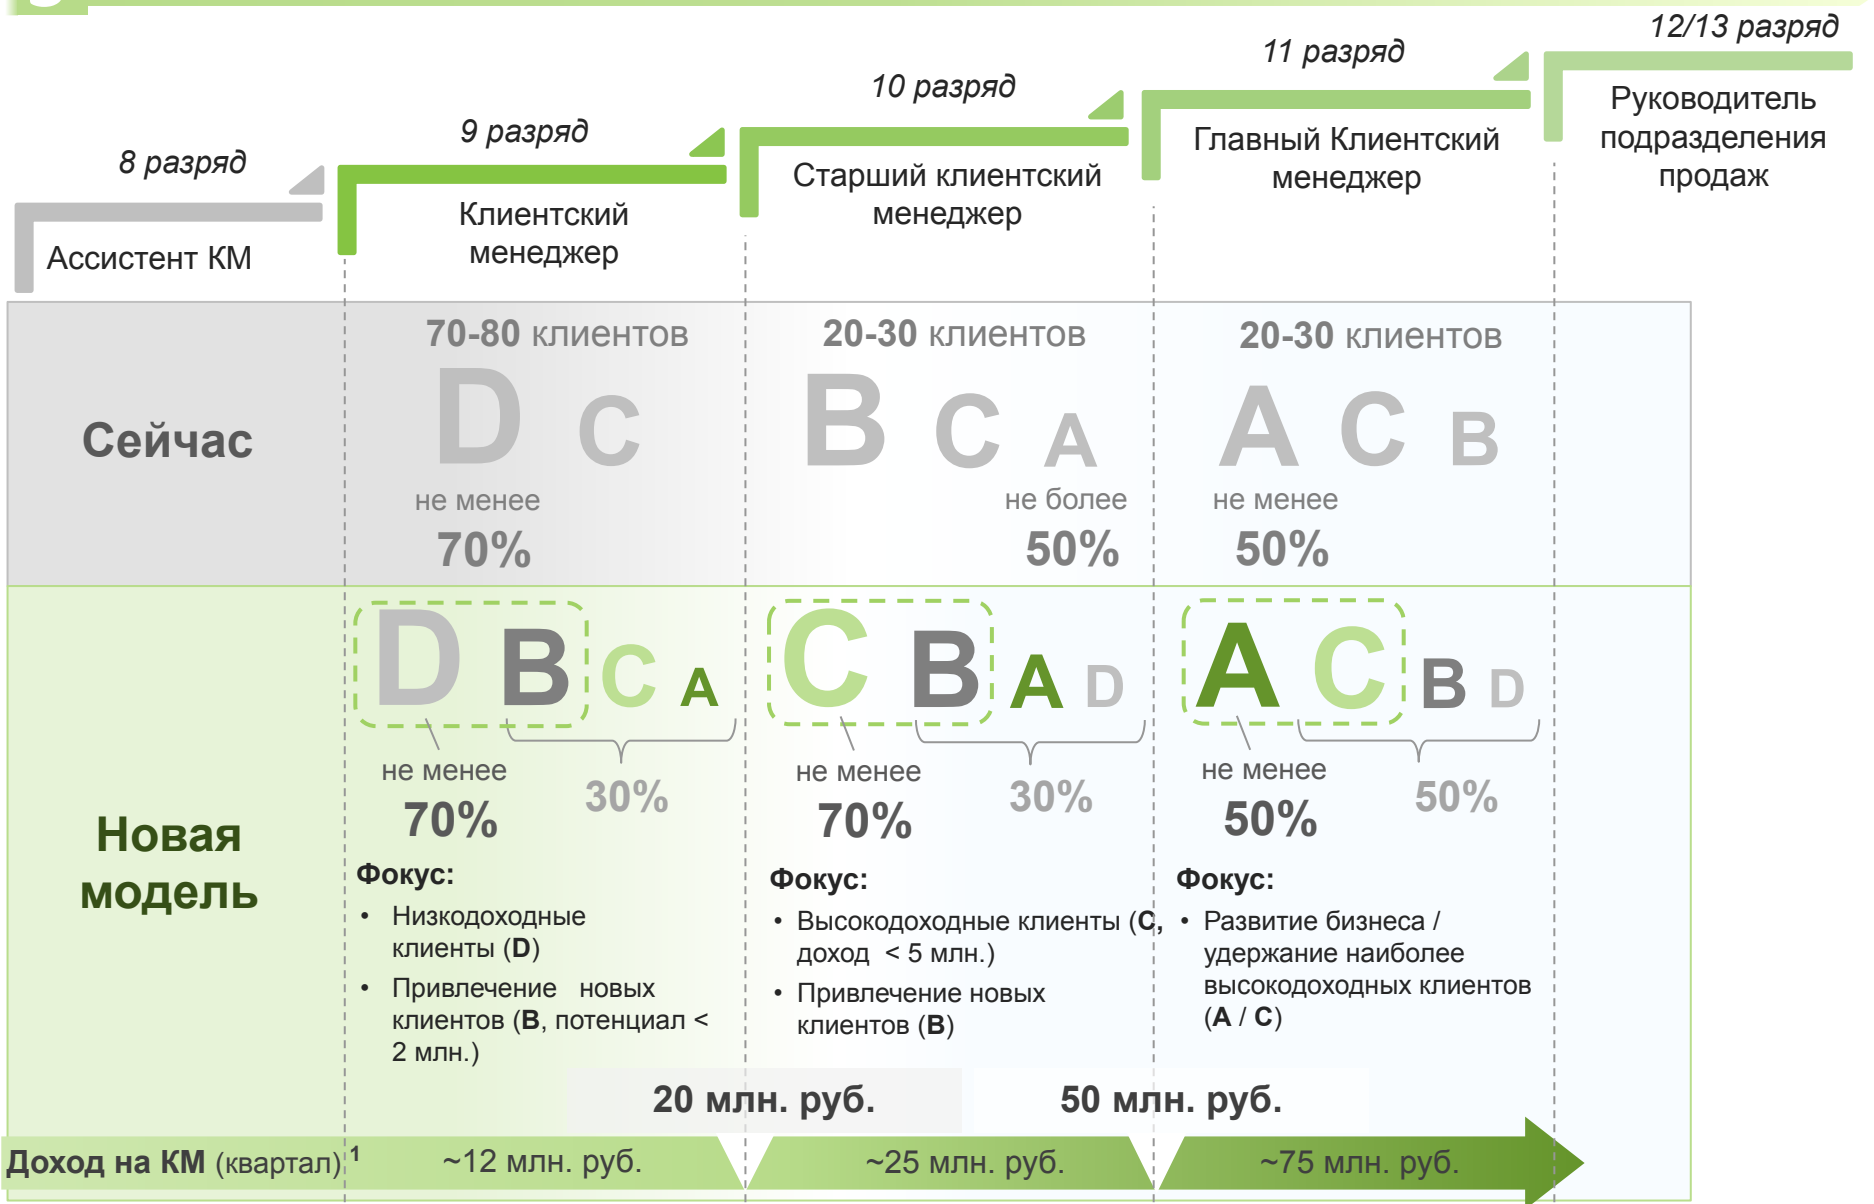 12/13 разряд
11 разряд
10 разряд
9 разряд
8 разряд
Ассистент КМ
Клиентский
менеджер
Старший клиентский
менеджер
Главный Клиентский
менеджер
Руководитель
подразделения
продаж
Сейчас
70-80 клиентов
D C
не менее
70%
20-30 клиентов
B C A
не более
50%
20-30 клиентов
A C B
не менее
50%
Новая
модель
D B C A
не менее
70%
30%
Фокус:
• Низкодоходные
клиенты (D)
• Привлечение новых
клиентов (B, потенциал <
2 млн.)
C B A D
не менее
70%
30%
Фокус:
• Высокодоходные клиенты (C,
доход < 5 млн.)
• Привлечение новых
клиентов (B)
A C B D
не менее
50%
50%
Фокус:
• Развитие бизнеса /
удержание наиболее
высокодоходных клиентов
(A / C)
20 млн. руб.
50 млн. руб.
Доход на КМ (квартал) 1
~12 млн. руб.
~25 млн. руб.
~75 млн. руб.